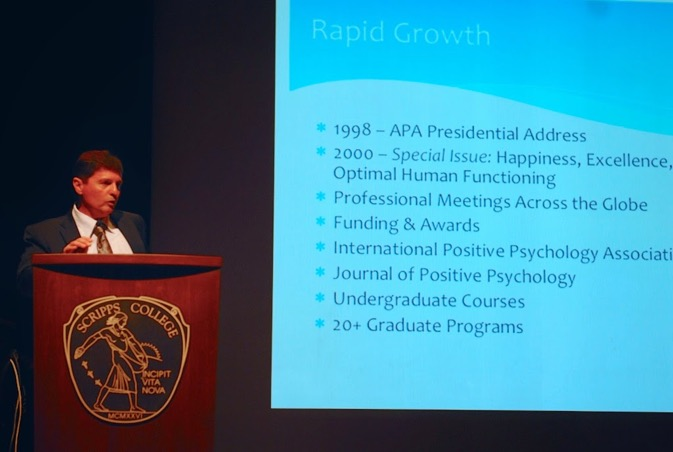 Rapid Growth
1998 – APA Presidential Address
2000 – Special Issue: Happiness, Excellence,
Optimal Human Functioning
Professional Meetings Across the Globe
Funding & Awards
International Positive Psychology Associati
Journal of Positive Psychology
Undergraduate Courses
20+ Graduate Programs
SCRIPPS COLLEGE
INCIPIT
VITA
NOVA
MCMXXVI